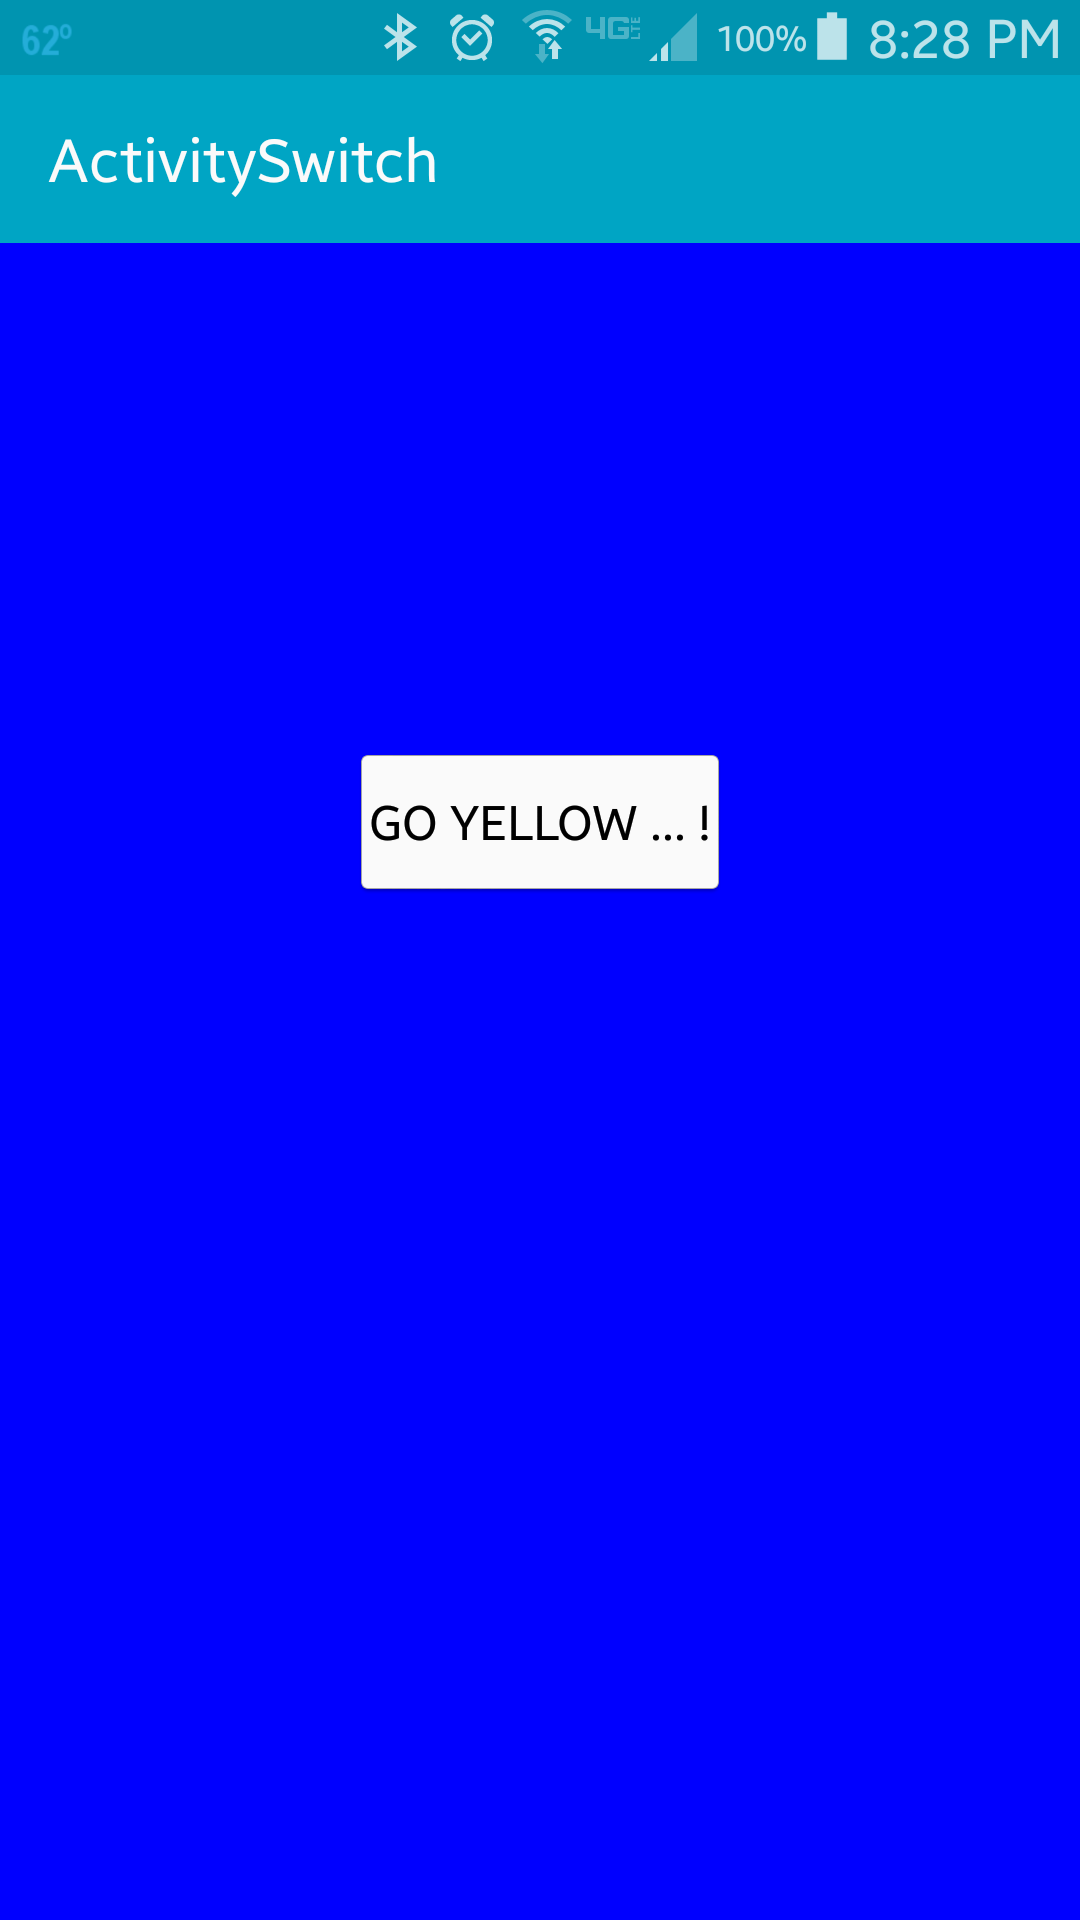 62° 4G LTE 100% 8:28 PM
ActivitySwitch
GO YELLOW ... !